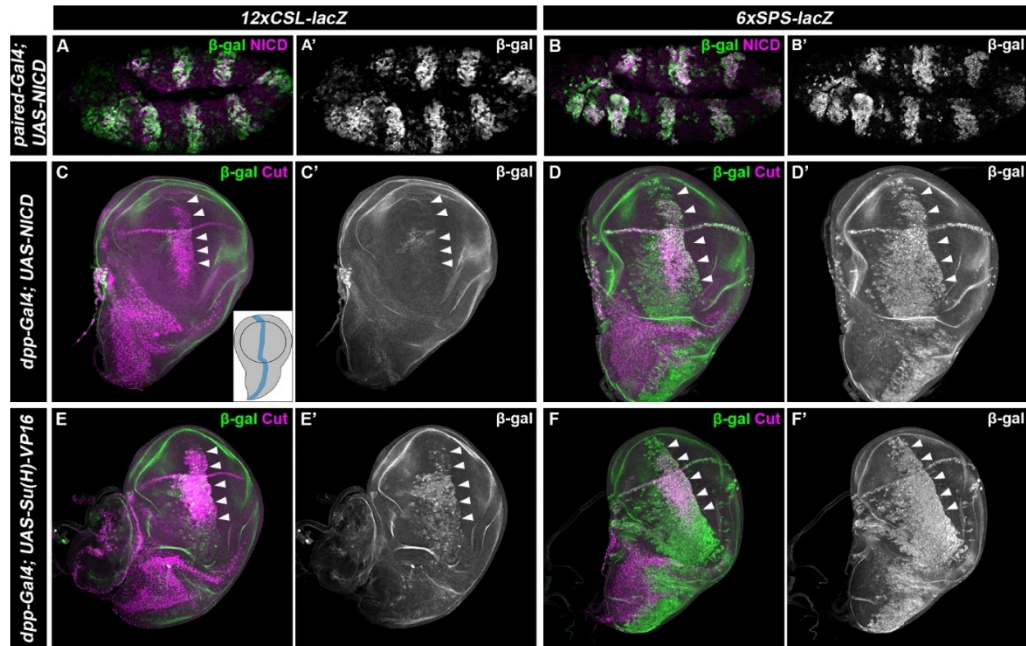 12xCSL-lacZ
6xSPS-lacZ
paired-Gal4;
UAS-NICD
A
β-gal NICD
A'
β-gal
B
β-gal NICD
B'
β-gal
dpp-Gal4; UAS-NICD
C
β-gal Cut
C'
β-gal
D
β-gal Cut
D'
β-gal
dpp-Gal4; UAS-Su(H)-VP16
E
β-gal Cut
E'
β-gal
F
β-gal Cut
F'
β-gal